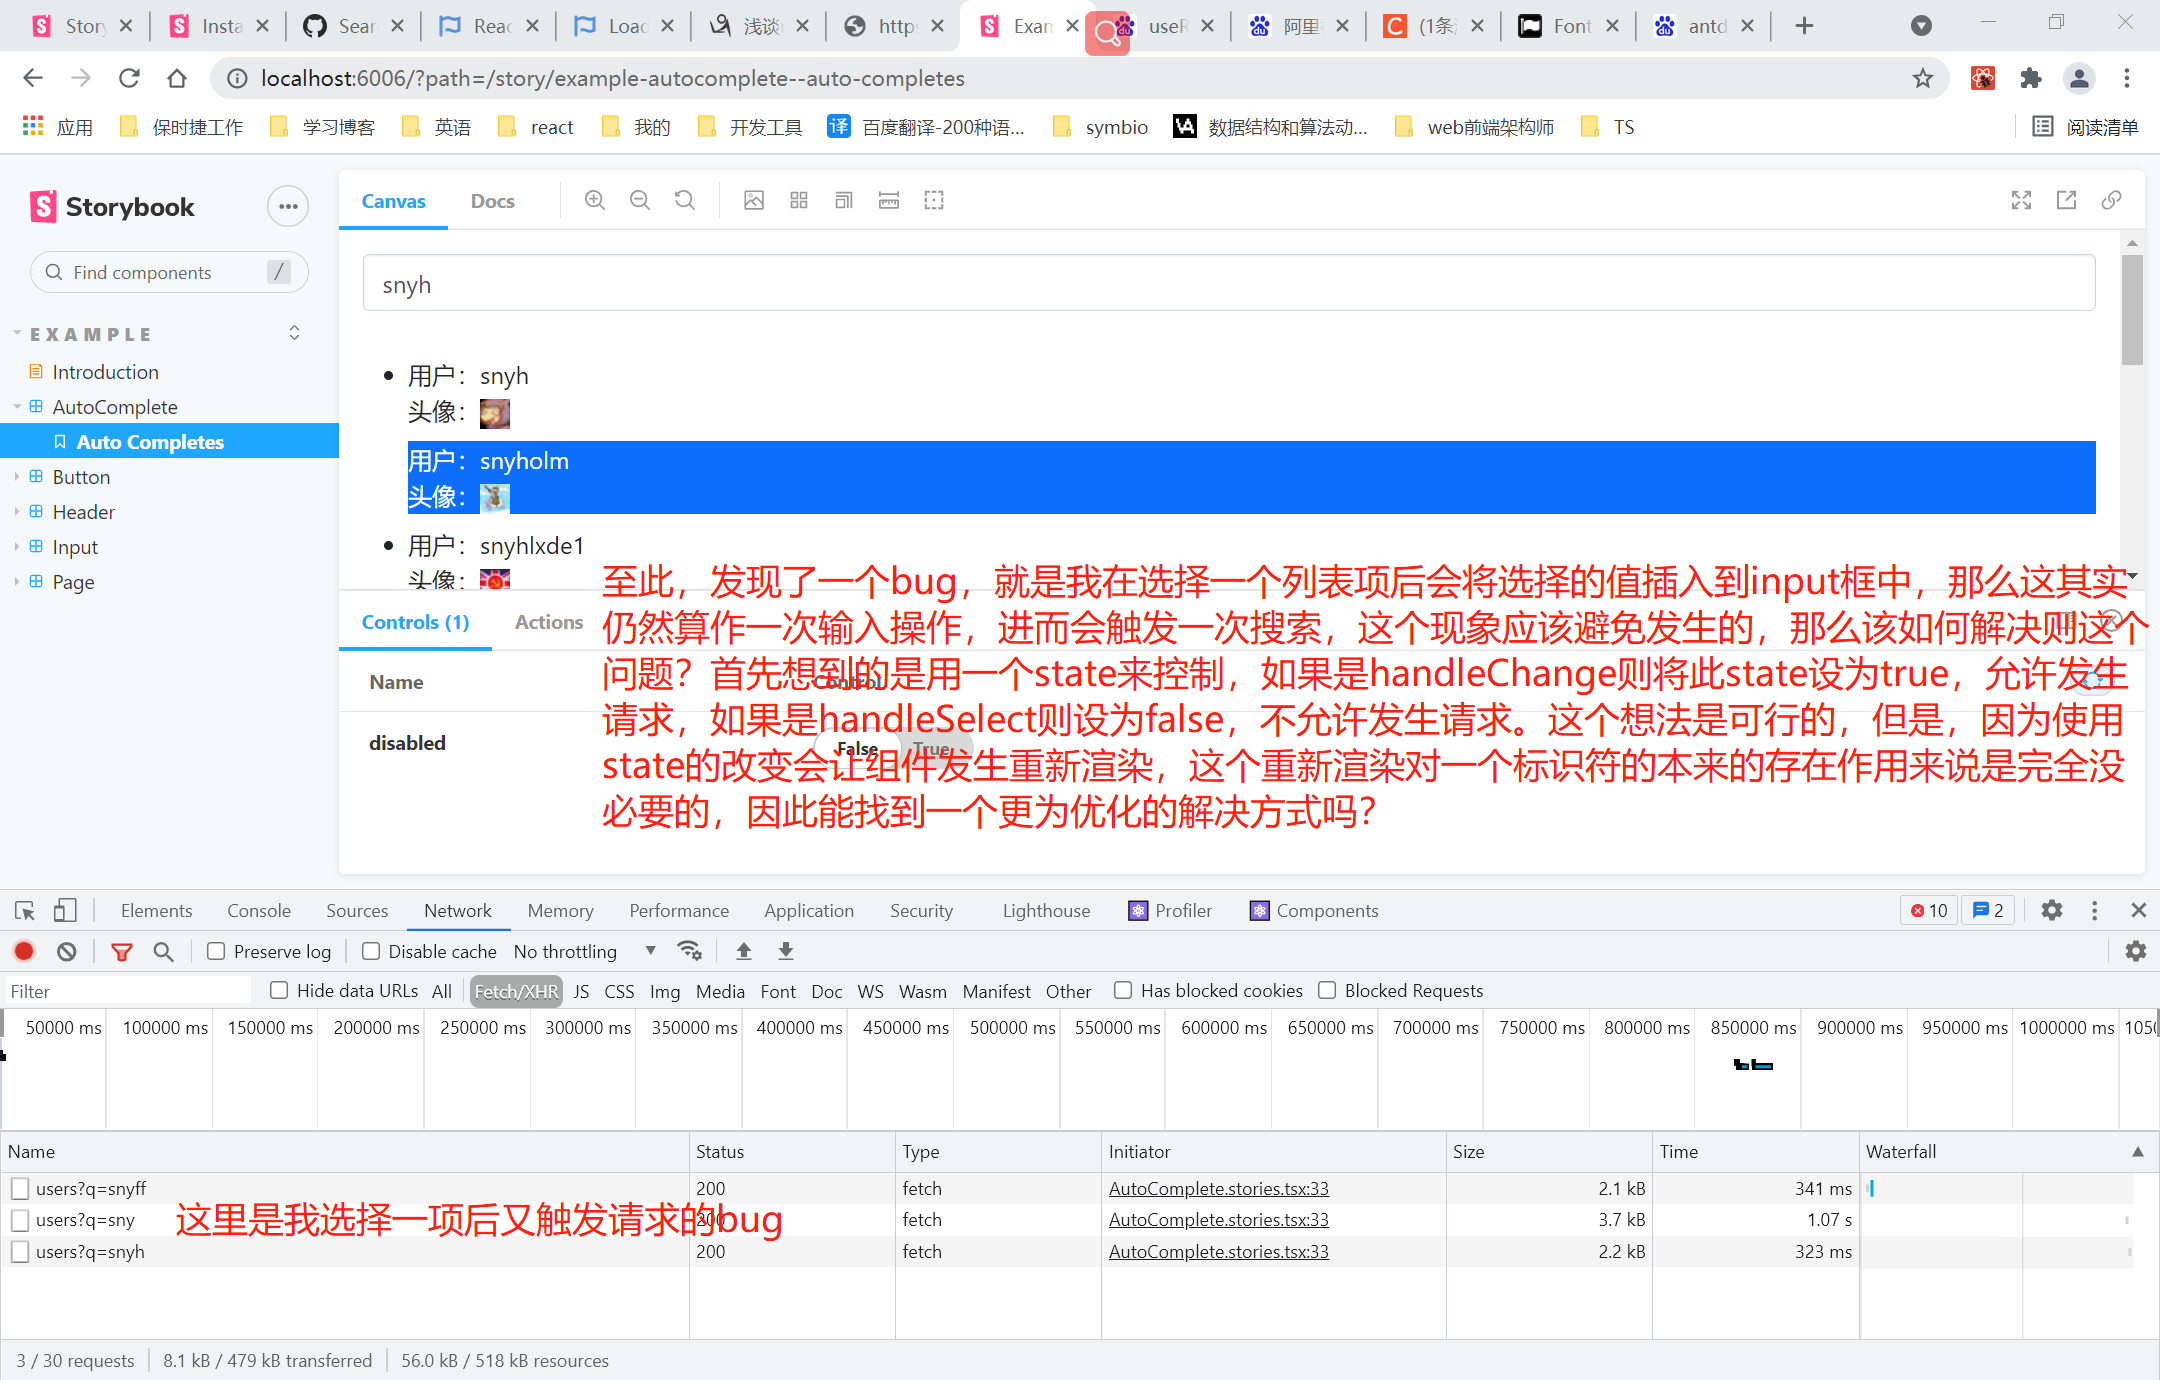 Story
Insta
Sear
Reac
Load
浅谈
https
Exam
useR
阿里
(1条
Font
antd
localhost:6006/?path=/story/example-autocomplete--auto-completes
应用
保时捷工作
学习博客
英语
react
我的
开发工具
译
百度翻译-200种语...
symbio
数据结构和算法动...
web前端架构师
TS
阅读清单
Storybook
Canvas
Docs
Find components
/
snyh
EXAMPLE
Introduction
AutoComplete
Auto Completes
Button
Header
Input
Page
用户：snyh
头像：
用户：snyholm
头像：
用户：snyhlxde1
头像：
至此，发现了一个bug，就是我在选择一个列表项后会将选择的值插入到input框中，那么这其实
仍然算作一次输入操作，进而会触发一次搜索，这个现象应该避免发生的，那么该如何解决则这个
问题？首先想到的是用一个state来控制，如果是handleChange则将此state设为true，允许发生
请求，如果是handleSelect则设为false，不允许发生请求。这个想法是可行的，但是，因为使用
state的改变会让组件发生重新渲染，这个重新渲染对一个标识符的本来的存在作用来说是完全没
必要的，因此能找到一个更为优化的解决方式吗？
Controls (1)
Actions
Name
Control
disabled
False
True
Elements
Console
Sources
Network
Memory
Performance
Application
Security
Lighthouse
Profiler
Components
10
2
Preserve log
Disable cache
No throttling
Filter
Hide data URLs
All
Fetch/XHR
JS
CSS
Img
Media
Font
Doc
WS
Wasm
Manifest
Other
Has blocked cookies
Blocked Requests
50000 ms
100000 ms
150000 ms
200000 ms
250000 ms
300000 ms
350000 ms
400000 ms
450000 ms
500000 ms
550000 ms
600000 ms
650000 ms
700000 ms
750000 ms
800000 ms
850000 ms
900000 ms
950000 ms
1000000 ms
1050
Name
Status
Type
Initiator
Size
Time
Waterfall
users?q=snyff
200
fetch
AutoComplete.stories.tsx:33
2.1 kB
341 ms
users?q=sny
这里是我选择一项后又触发请求的bug
200
fetch
AutoComplete.stories.tsx:33
3.7 kB
1.07 s
users?q=snyh
200
fetch
AutoComplete.stories.tsx:33
2.2 kB
323 ms
3 / 30 requests
8.1 kB / 479 kB transferred
56.0 kB / 518 kB resources